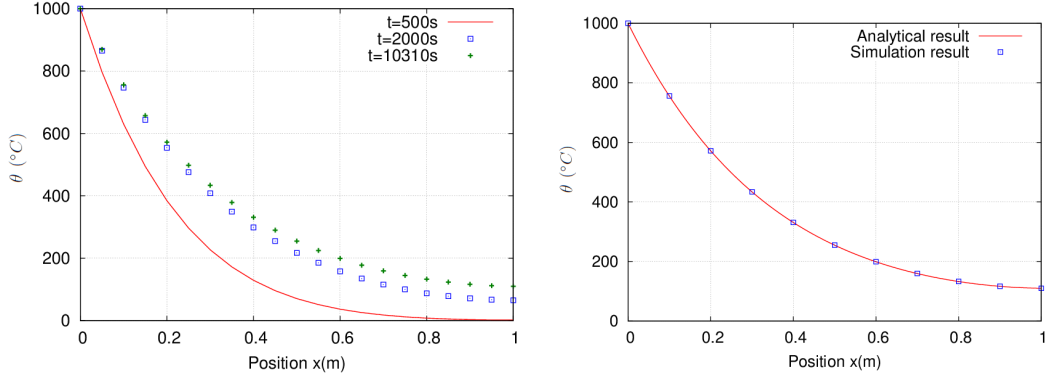 t=500s
t=2000s
t=10310s
1000
800
600
400
200
0
θ (°C)
0
0.2
0.4
0.6
0.8
1
Position x(m)
Analytical result
Simulation result
1000
800
600
400
200
0
θ (°C)
0
0.2
0.4
0.6
0.8
1
Position x(m)